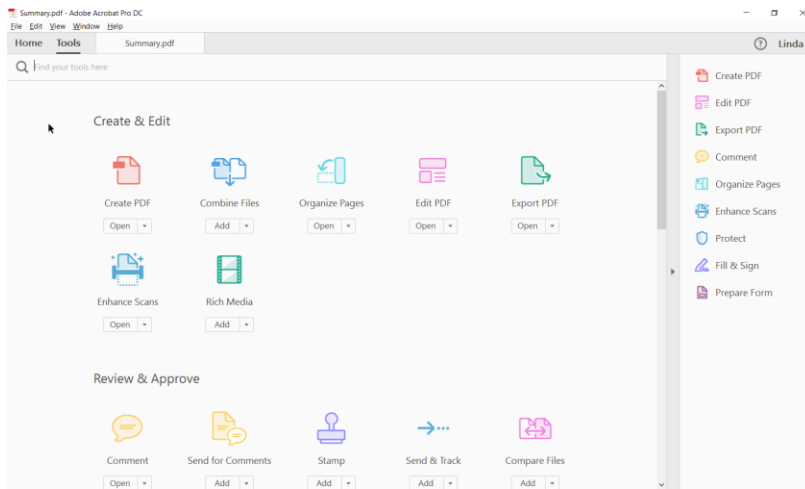 Summary.pdf - Adobe Acrobat Pro DC
File Edit View Window Help
Home Tools Summary.pdf Linda
Find your tools here
Create & Edit
Create PDF Combine Files Organize Pages Edit PDF Export PDF
Open Add Open Open Open
Enhance Scans Rich Media
Open Add
Review & Approve
Comment Send for Comments Stamp Send & Track Compare Files
Open Add Add Add Add
Create PDF
Edit PDF
Export PDF
Comment
Organize Pages
Enhance Scans
Protect
Fill & Sign
Prepare Form